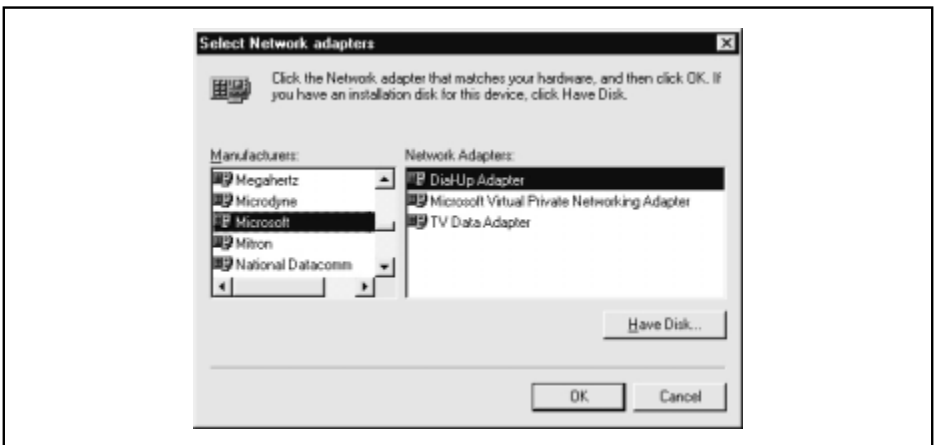 Select Network adapters
Click the Network adapter that matches your hardware, and then click OK. If
you have an installation disk for this device, click Have Disk.
Manufacturers:
Megahertz
Microdyne
Microsoft
Mitron
National Datacomm
Network Adapters:
Dial-Up Adapter
Microsoft Virtual Private Networking Adapter
TV Data Adapter
Have Disk...
OK
Cancel